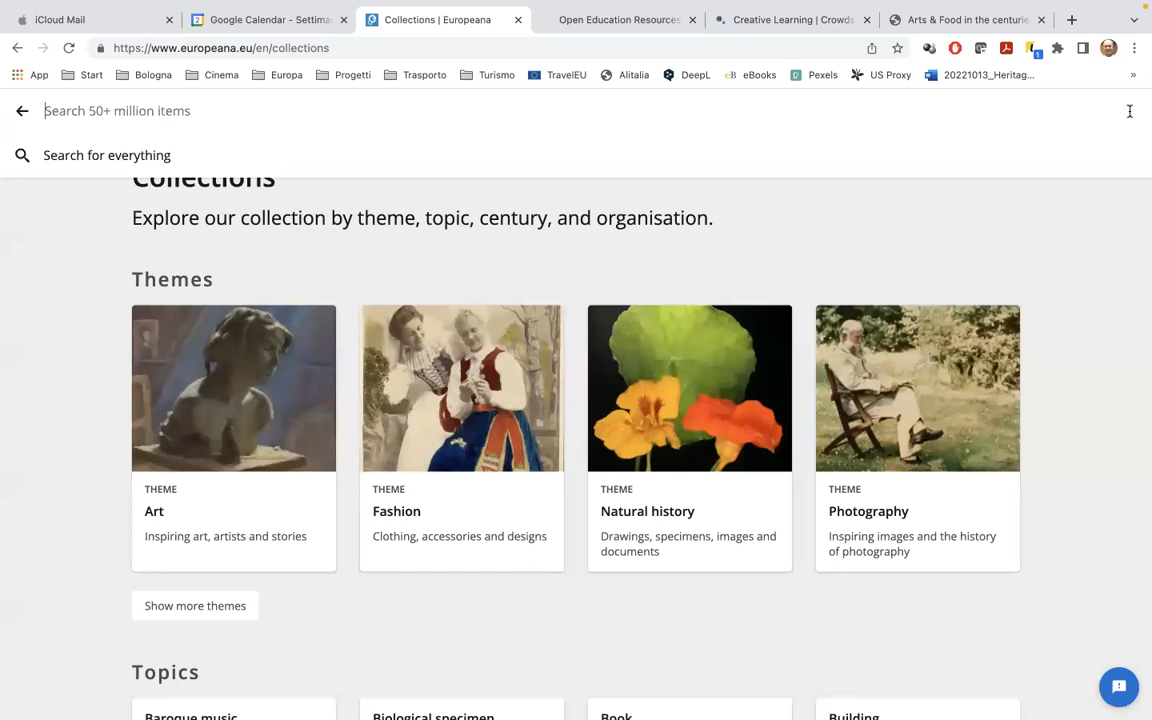 iCloud Mail
Google Calendar - Settima
Collections | Europeana
Open Education Resources
Creative Learning | Crowds
Arts & Food in the centurie
https://www.europeana.eu/en/collections
1
App
Start
Bologna
Cinema
Europa
Progetti
Trasporto
Turismo
TravelEU
Alitalia
DeepL
eBooks
Pexels
US Proxy
20221013_Heritag...
»
Search 50+ million items
Search for everything
Collections
Explore our collection by theme, topic, century, and organisation.
Themes
THEME
Art
Inspiring art, artists and stories
THEME
Fashion
Clothing, accessories and designs
THEME
Natural history
Drawings, specimens, images and
documents
THEME
Photography
Inspiring images and the history
of photography
Show more themes
Topics
Baroque music
Biological specimen
Book
Building